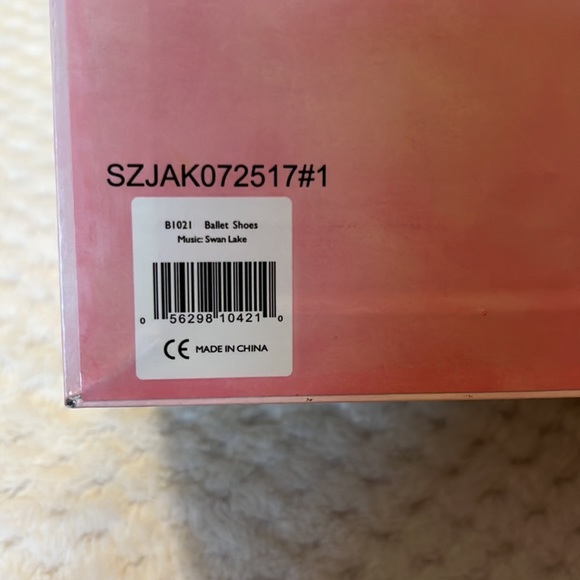 SZJAK072517#1
B1021 Ballet Shoes
Music: Swan Lake
0 56298 10421 0
CE MADE IN CHINA